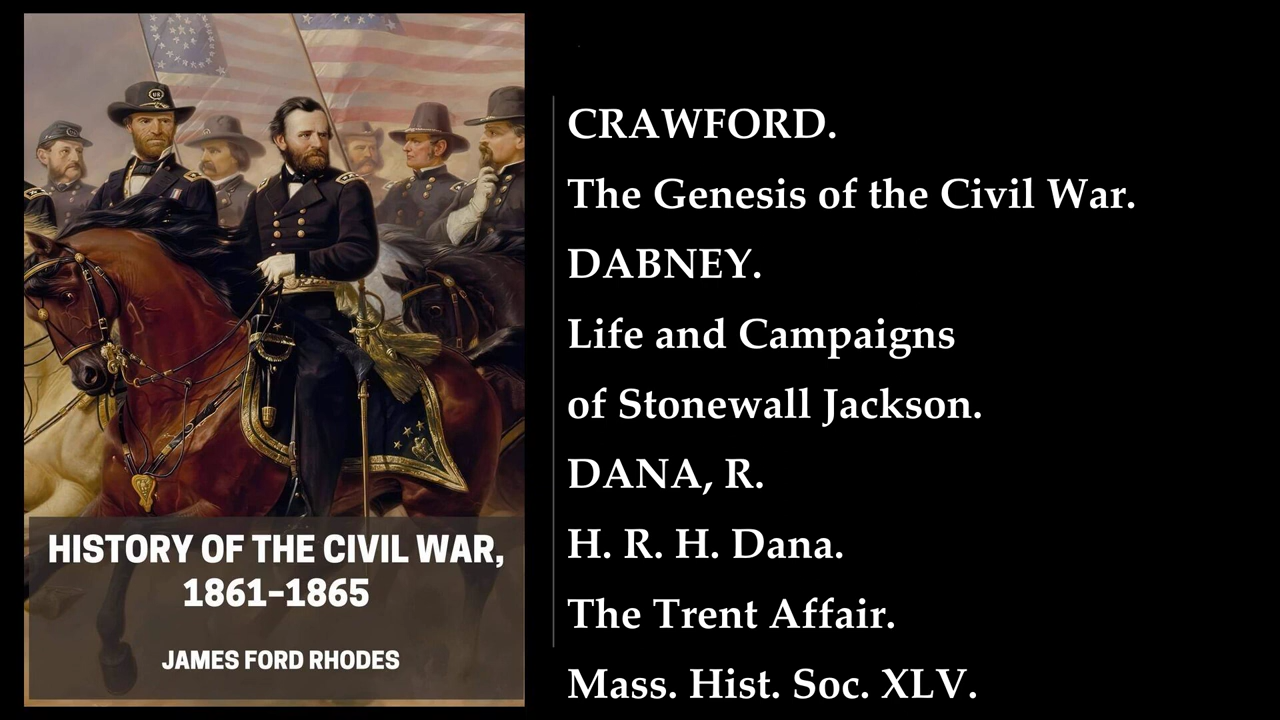 HISTORY OF THE CIVIL WAR,
1861–1865
JAMES FORD RHODES
CRAWFORD.
The Genesis of the Civil War.
DABNEY.
Life and Campaigns
of Stonewall Jackson.
DANA, R.
H. R. H. Dana.
The Trent Affair.
Mass. Hist. Soc. XLV.